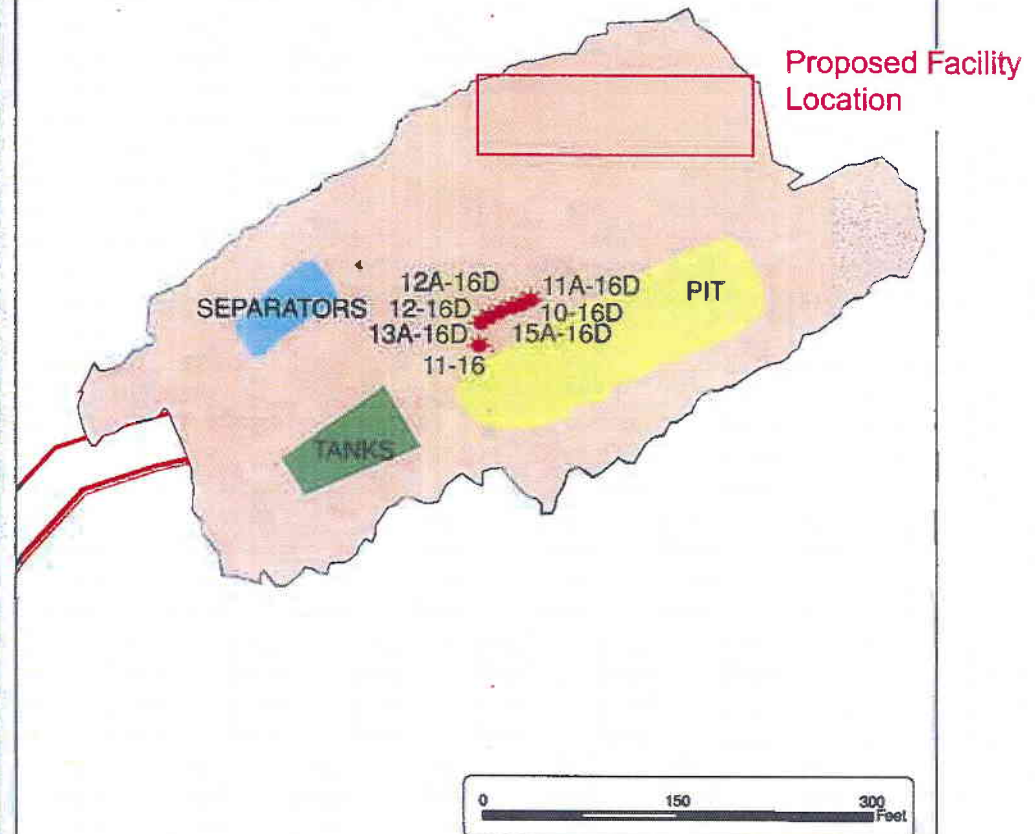 Proposed Facility
Location
12A-16D
11A-16D
PIT
SEPARATORS
12-16D
10-16D
13A-16D
15A-16D
11-16
TANKS
0 150 300
Feet